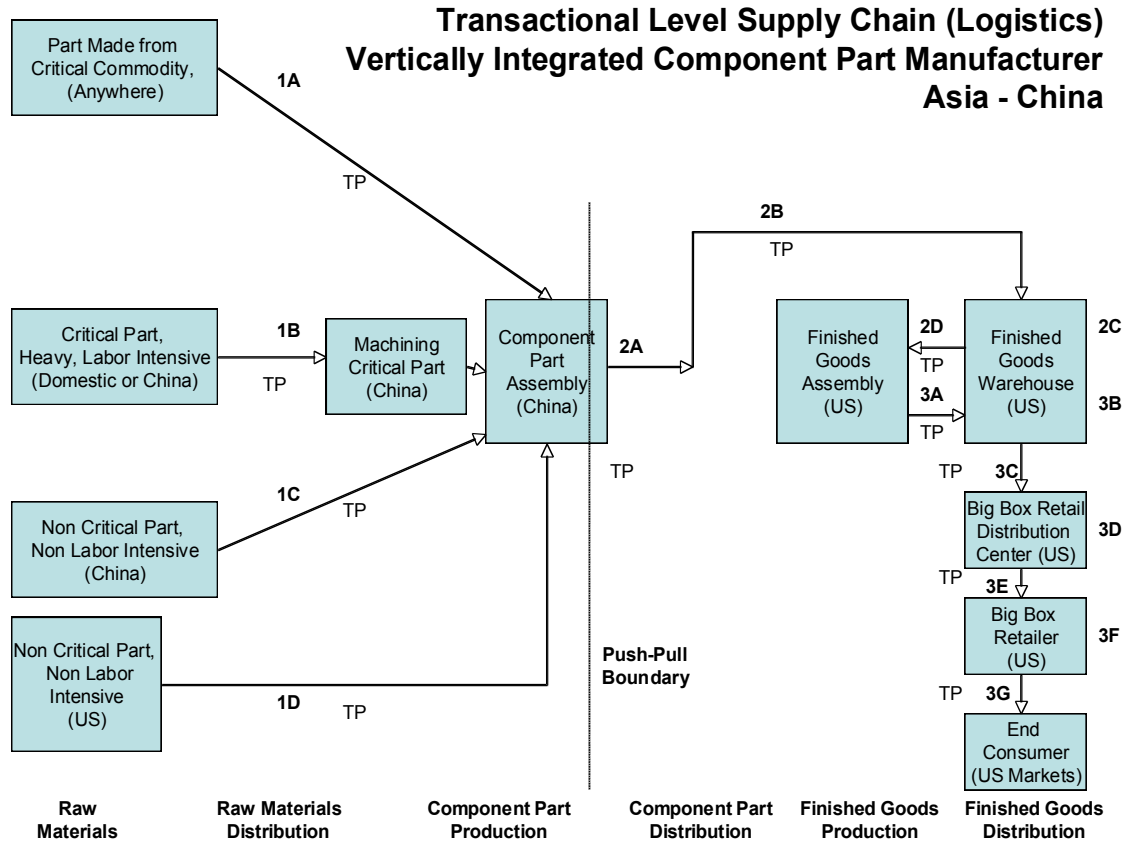 Transactional Level Supply Chain (Logistics)
Vertically Integrated Component Part Manufacturer
Asia - China
Part Made from
Critical Commodity,
(Anywhere)
1A
TP
Critical Part,
Heavy, Labor Intensive
(Domestic or China)
1B
TP
Machining
Critical Part
(China)
Component
Part
Assembly
(China)
2A
TP
2B
TP
Finished
Goods
Assembly
(US)
2D
TP
3A
TP
Finished
Goods
Warehouse
(US)
2C
3B
Non Critical Part,
Non Labor Intensive
(China)
1C
TP
TP
3C
Big Box Retail
Distribution
Center (US)
3D
TP
3E
Big Box
Retailer
(US)
3F
TP
3G
End
Consumer
(US Markets)
Non Critical Part,
Non Labor
Intensive
(US)
1D
TP
Push-Pull
Boundary
Raw
Materials
Raw Materials
Distribution
Component Part
Production
Component Part
Distribution
Finished Goods
Production
Finished Goods
Distribution